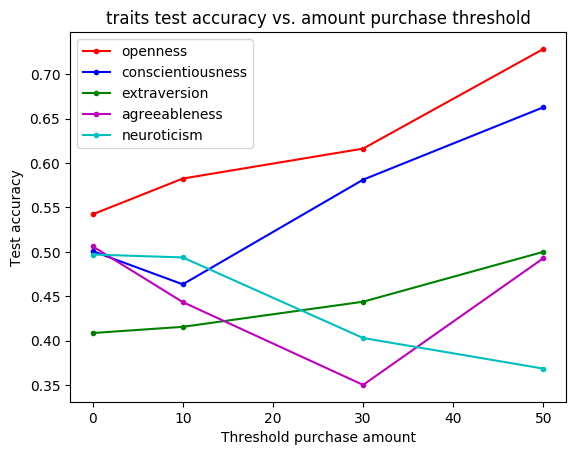 traits test accuracy vs. amount purchase threshold
openness
conscientiousness
extraversion
agreeableness
neuroticism
Test accuracy
0.70
0.65
0.60
0.55
0.50
0.45
0.40
0.35
0
10
20
30
40
50
Threshold purchase amount